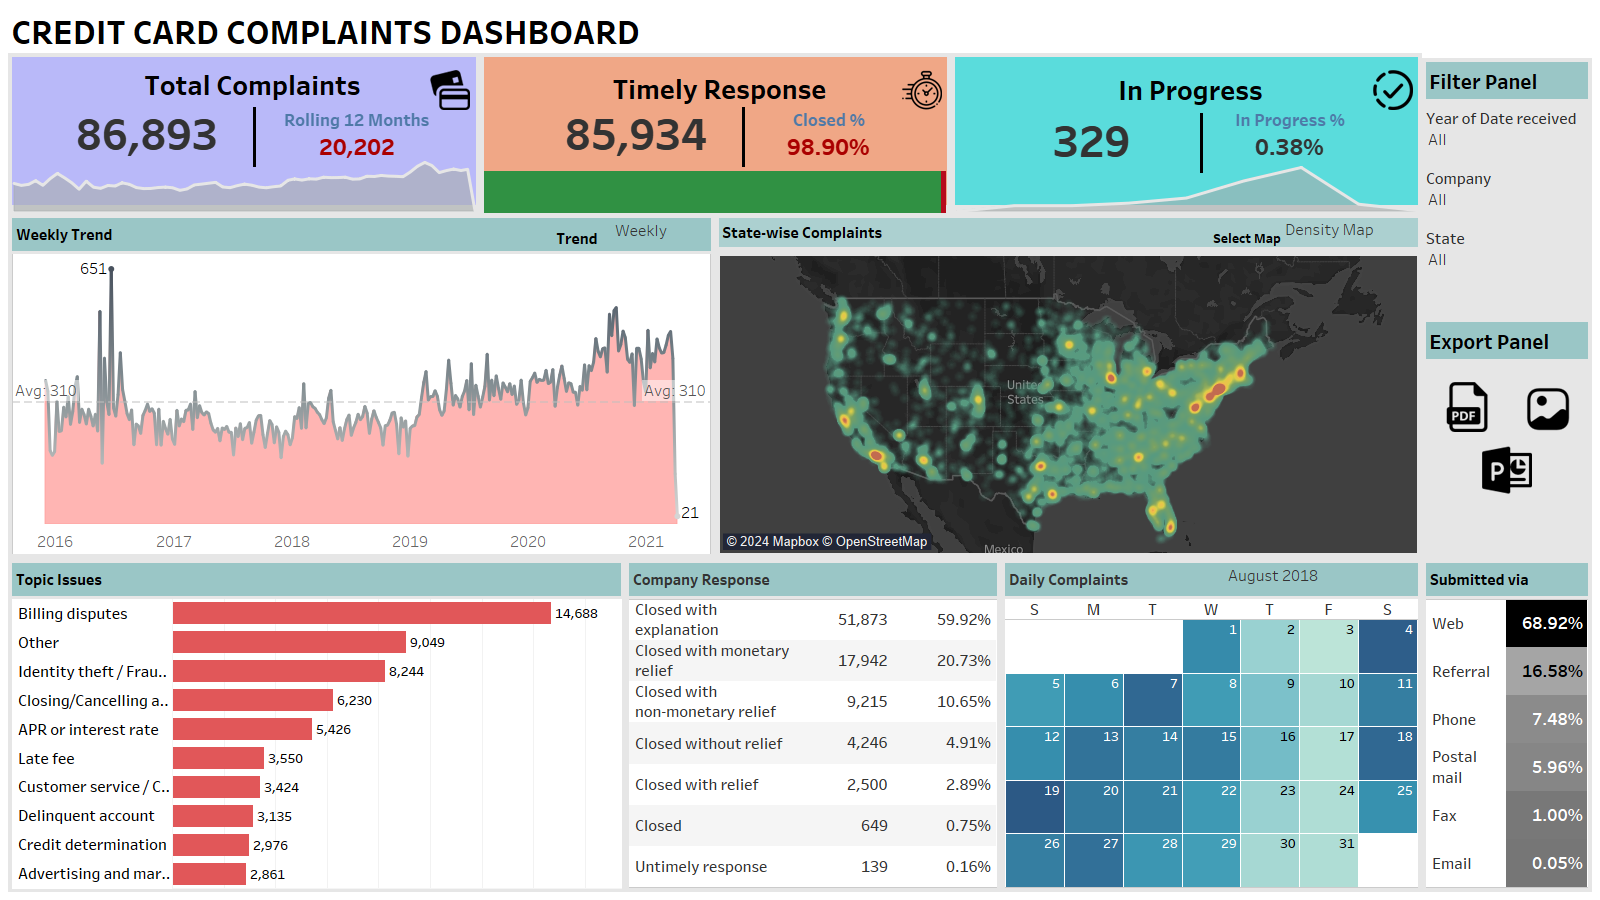 CREDIT CARD COMPLAINTS DASHBOARD
Total Complaints
86,893
Rolling 12 Months
20,202
Timely Response
85,934
Closed %
98.90%
In Progress
329
In Progress %
0.38%
Filter Panel
Year of Date received
All
Company
All
State
All
Export Panel
PDF
P
Weekly Trend
Trend
Weekly
651
Avg: 310
Avg: 310
21
2016
2017
2018
2019
2020
2021
State-wise Complaints
Select Map
Density Map
United
States
Mexico
© 2024 Mapbox © OpenStreetMap
Topic Issues
Billing disputes
14,688
Other
9,049
Identity theft / Frau..
8,244
Closing/Cancelling a..
6,230
APR or interest rate
5,426
Late fee
3,550
Customer service / C..
3,424
Delinquent account
3,135
Credit determination
2,976
Advertising and mar..
2,861
Company Response
Closed with
explanation
51,873
59.92%
Closed with monetary
relief
17,942
20.73%
Closed with
non-monetary relief
9,215
10.65%
Closed without relief
4,246
4.91%
Closed with relief
2,500
2.89%
Closed
649
0.75%
Untimely response
139
0.16%
Daily Complaints
August 2018
S M T W T F S
1 2 3 4
5 6 7 8 9 10 11
12 13 14 15 16 17 18
19 20 21 22 23 24 25
26 27 28 29 30 31
Submitted via
Web
68.92%
Referral
16.58%
Phone
7.48%
Postal
mail
5.96%
Fax
1.00%
Email
0.05%